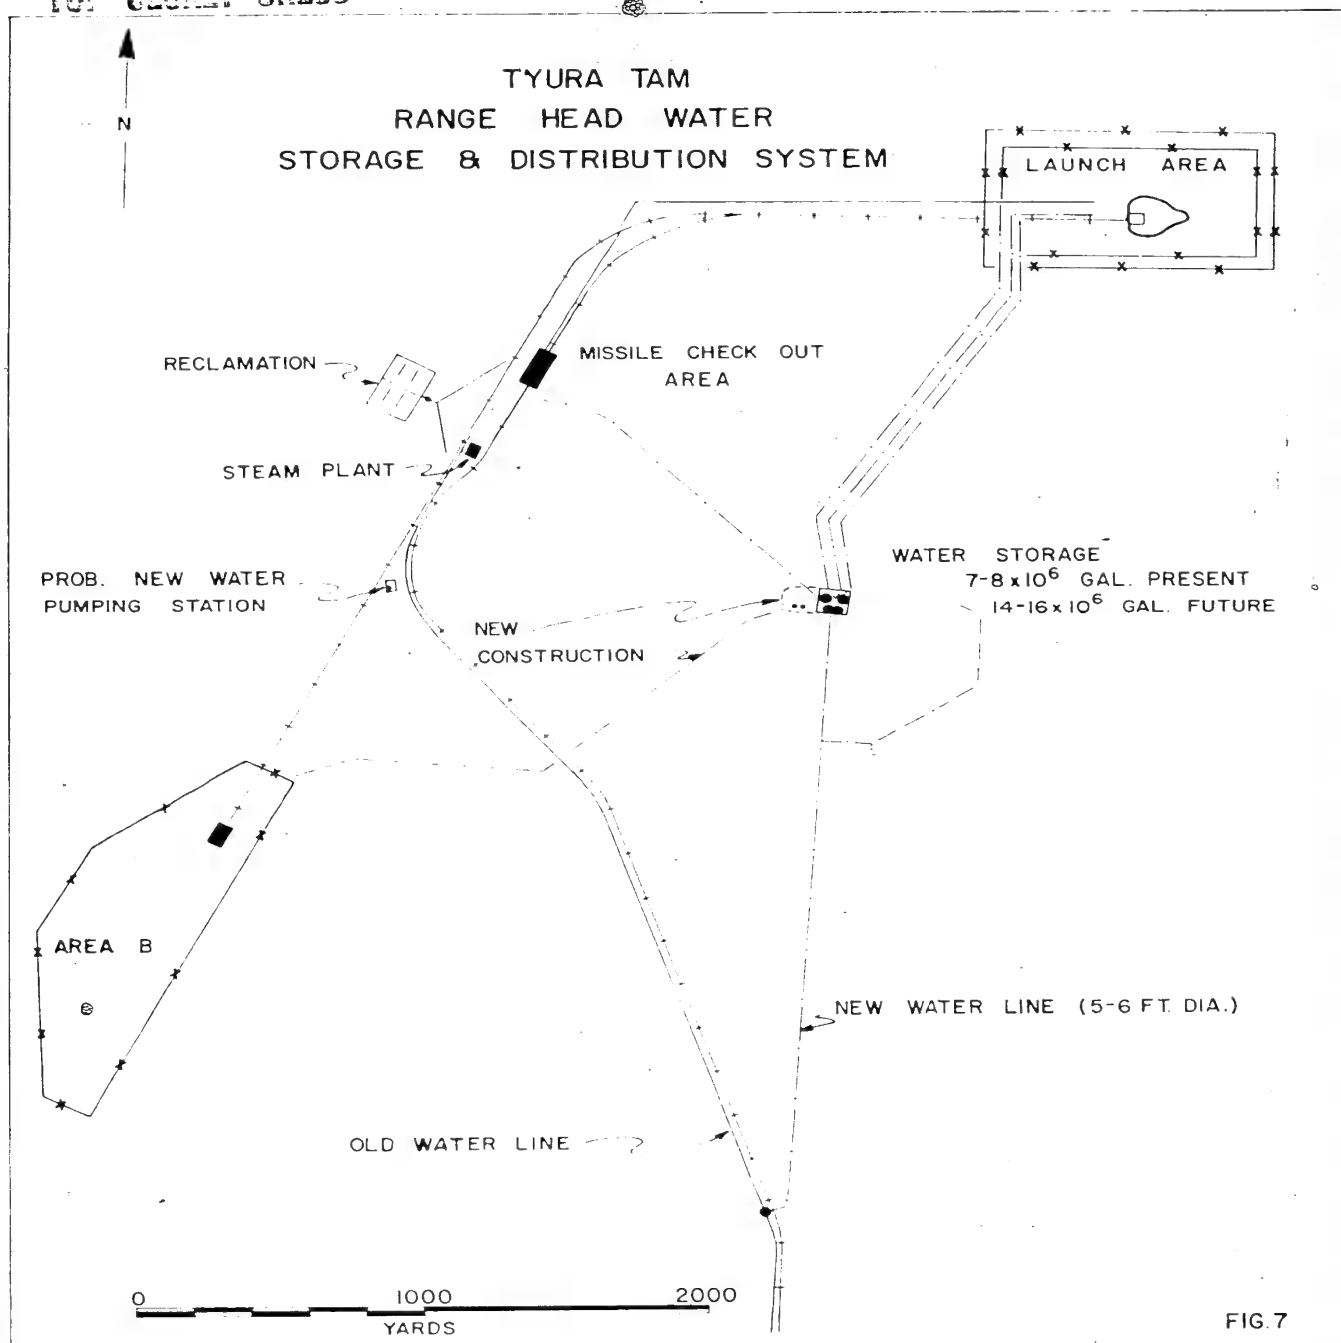 TYURA TAM
RANGE HEAD WATER
STORAGE & DISTRIBUTION SYSTEM
N
LAUNCH AREA
RECLAMATION
MISSILE CHECK OUT
AREA
STEAM PLANT
WATER STORAGE
7-8 x 10⁶ GAL. PRESENT
14-16 x 10⁶ GAL. FUTURE
PROB. NEW WATER
PUMPING STATION
NEW
CONSTRUCTION
AREA B
NEW WATER LINE (5-6 FT. DIA.)
OLD WATER LINE
0 1000 2000
YARDS
FIG. 7